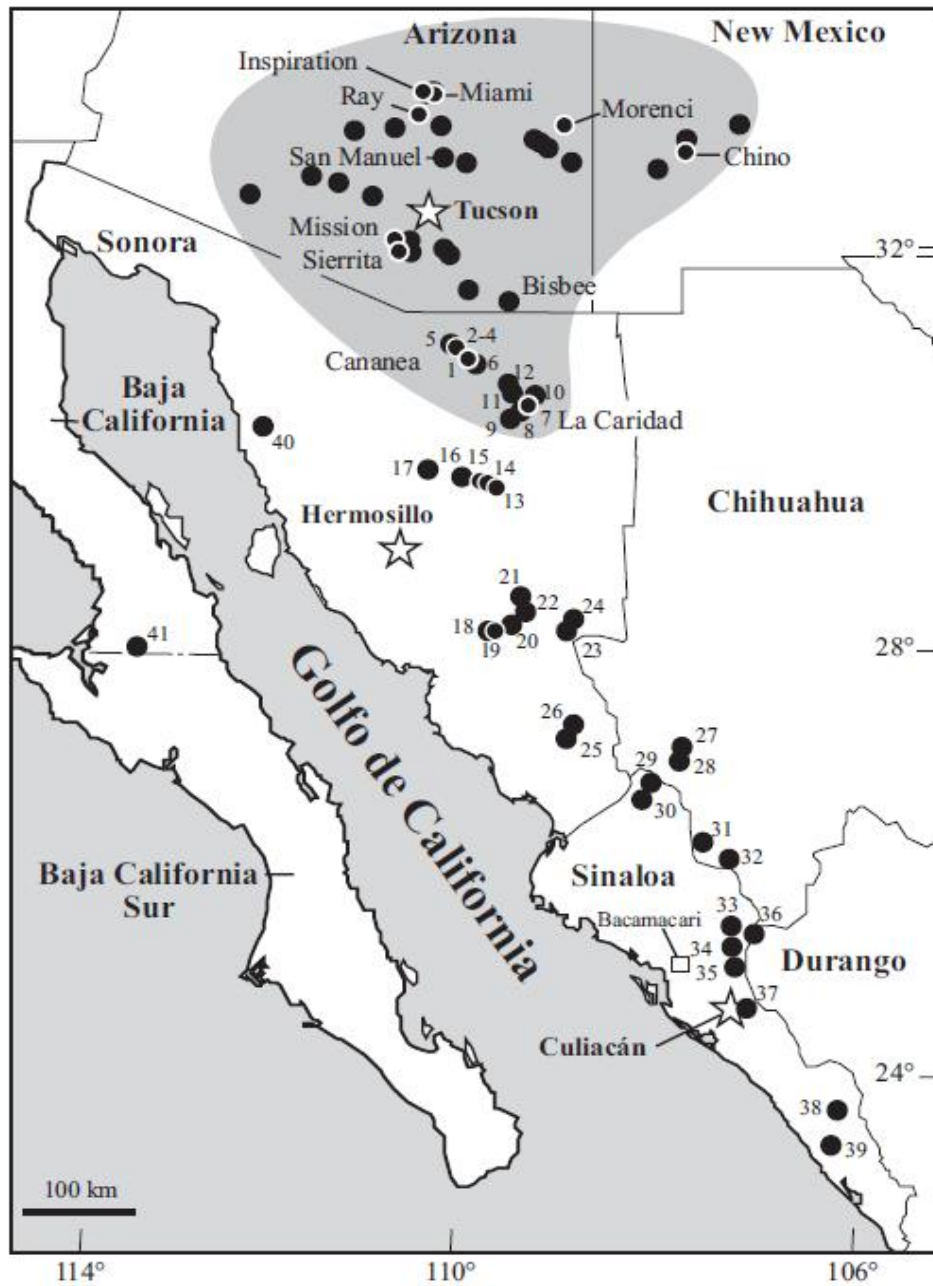 Arizona
New Mexico
Inspiration
Miami
Ray
Morenci
San Manuel
Chino
Tucson
Mission
Sonora
Sierrita
32°
Bisbee
5
2-4
Cananea
1
6
12
10
11
La Caridad
7
9
8
Baja
California
40
16
15
14
17
13
Chihuahua
Hermosillo
21
22
24
18
20
19
23
41
28°
Golfo de California
26
25
27
28
29
30
31
32
Baja California
Sur
Sinaloa
33
36
Bacamacari
34
35
Durango
37
Culiacán
24°
38
39
100 km
114°
110°
106°